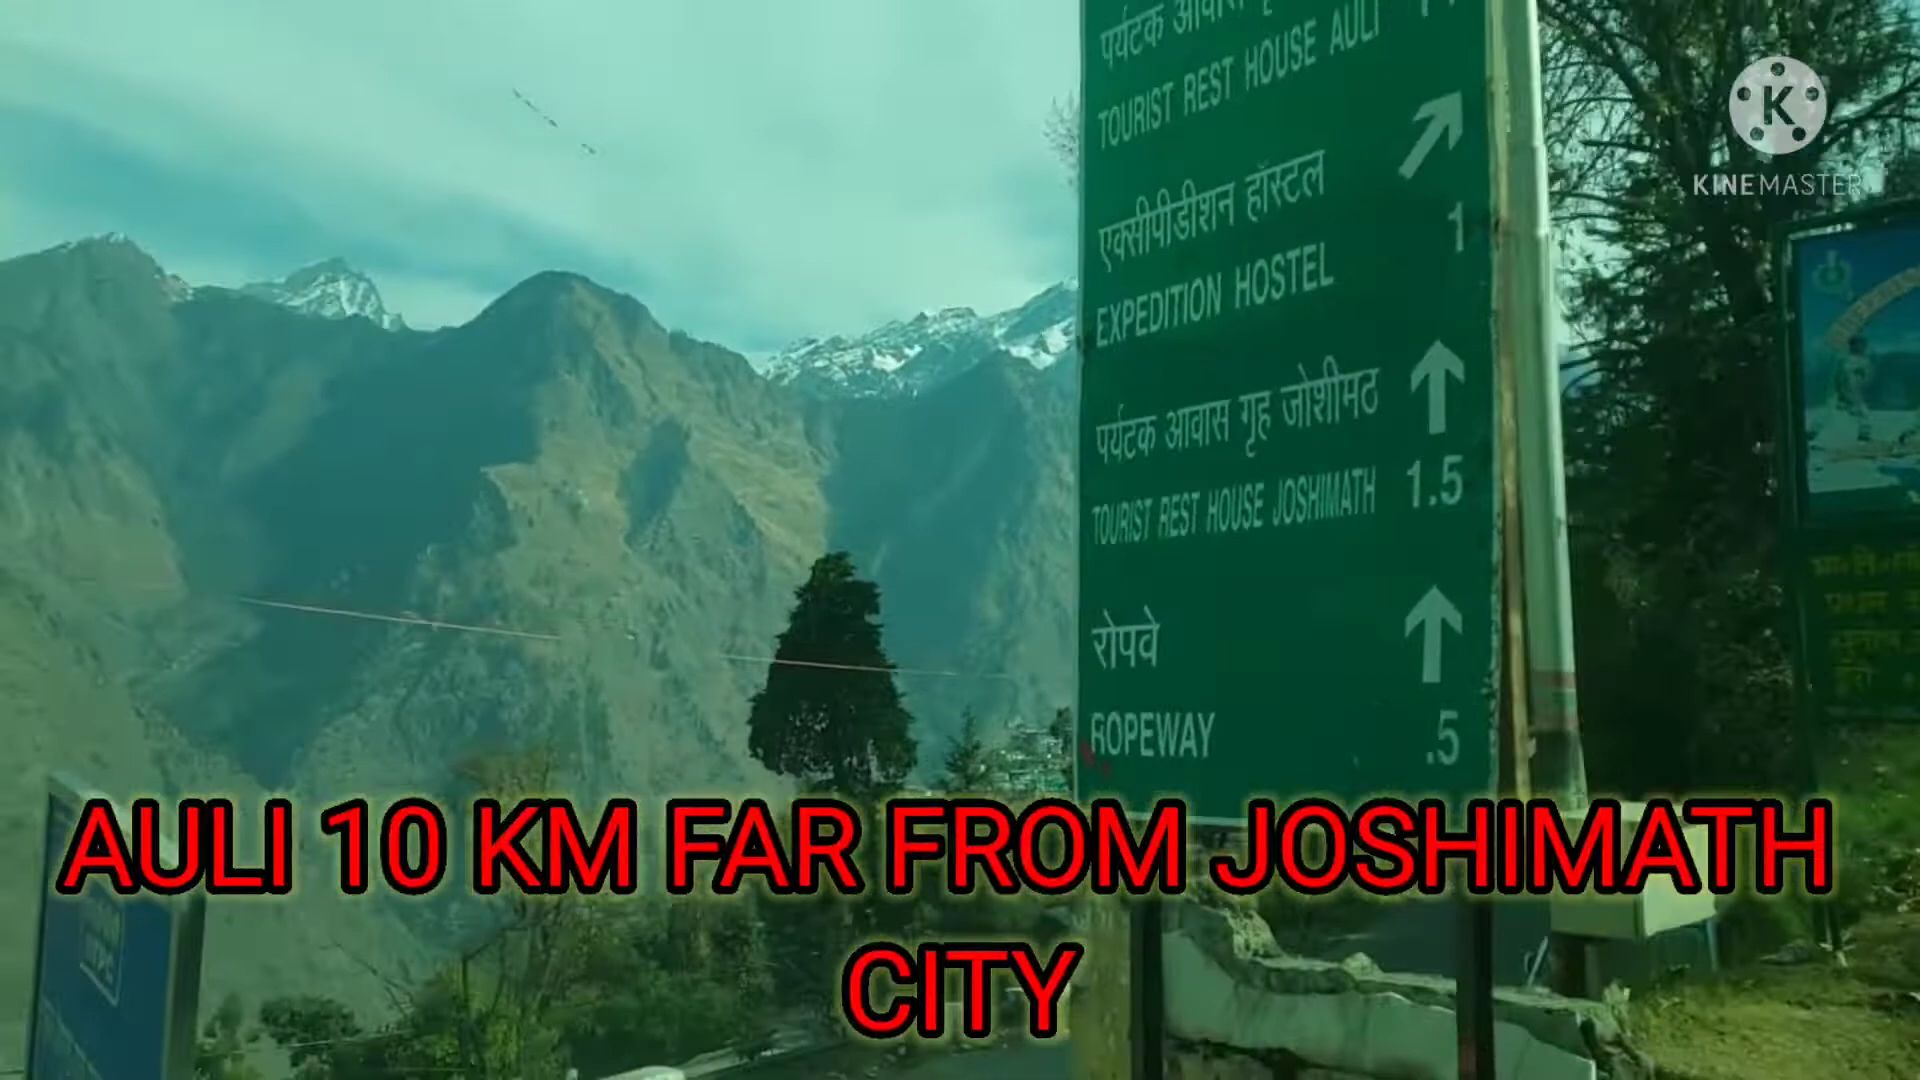 पर्यटक आवास गृह
TOURIST REST HOUSE AULI
एक्सीपीडीशन हॉस्टल
1
EXPEDITION HOSTEL
पर्यटक आवास गृह जोशीमठ
TOURIST REST HOUSE JOSHIMATH 1.5
रोपवे
ROPEWAY .5
K
KINEMASTER
AULI 10 KM FAR FROM JOSHIMATH
CITY